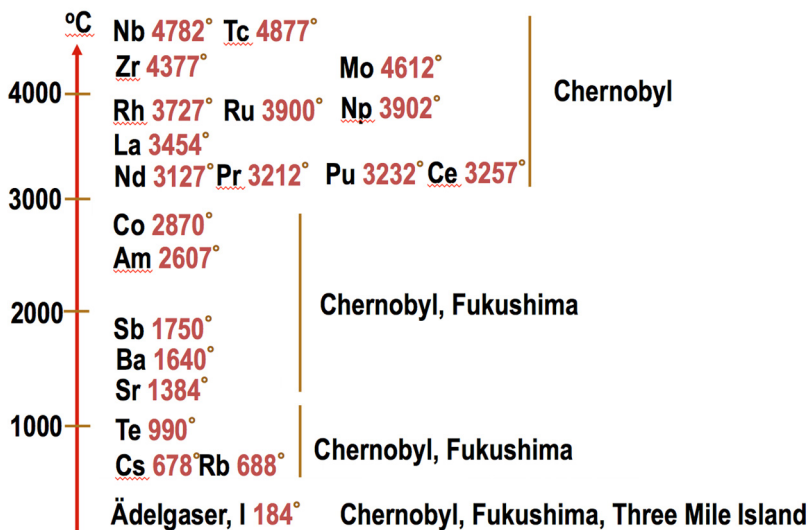 °C
Nb 4782° Tc 4877°
Zr 4377° Mo 4612°
4000
Chernobyl
Rh 3727° Ru 3900° Np 3902°
La 3454°
Nd 3127° Pr 3212° Pu 3232° Ce 3257°
3000
Co 2870°
Am 2607°
Chernobyl, Fukushima
2000
Sb 1750°
Ba 1640°
Sr 1384°
1000
Te 990°
Chernobyl, Fukushima
Cs 678° Rb 688°
Ädelgaser, I 184° Chernobyl, Fukushima, Three Mile Island